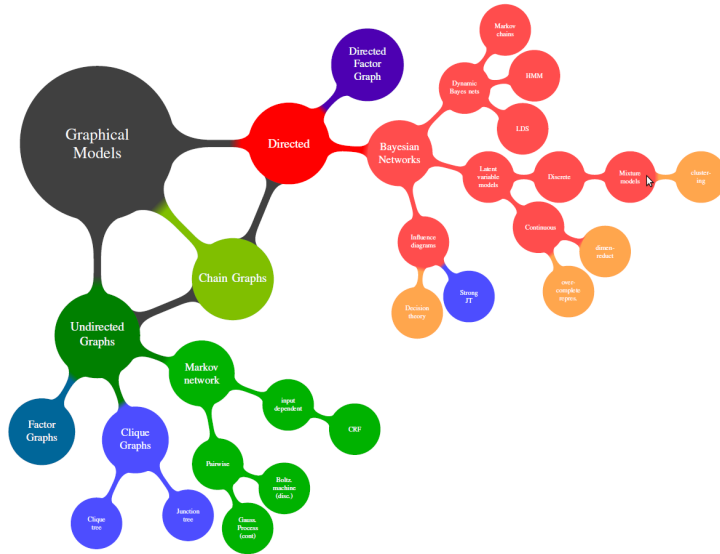 Graphical
Models
Directed
Factor
Graph
Directed
Bayesian
Networks
Dynamic
Bayes nets
Markov
chains
HMM
LDS
Latent
variable
models
Discrete
Mixture
models
cluster-
ing
Continuous
dimen-
reduct
over-
complete
repres.
Influence
diagrams
Strong
JT
Decision
theory
Chain Graphs
Undirected
Graphs
Markov
network
input
dependent
CRF
Pairwise
Boltz.
machine
(disc.)
Gauss.
Process
(cont)
Factor
Graphs
Clique
Graphs
Clique
tree
Junction
tree